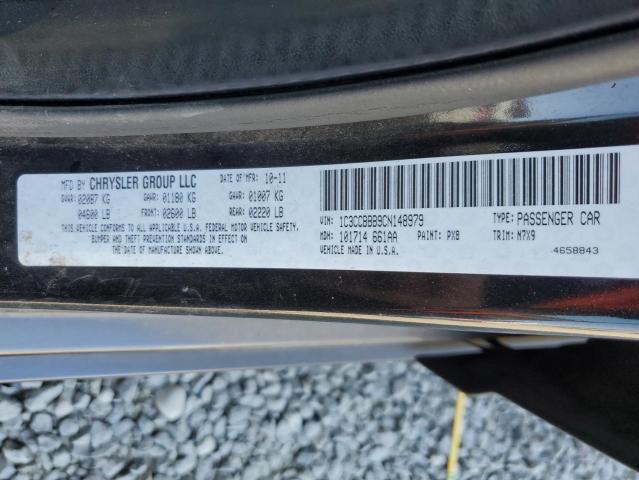 MFD BY CHRYSLER GROUP LLC DATE OF MFR: 10-11
GVWR: 02087 KG GAWR: 01180 KG GAWR: 01007 KG
04600 LB FRONT: 02600 LB REAR: 02220 LB
THIS VEHICLE CONFORMS TO ALL APPLICABLE U.S.A. FEDERAL MOTOR VEHICLE SAFETY,
BUMPER AND THEFT PREVENTION STANDARDS IN EFFECT ON
THE DATE OF MANUFACTURE SHOWN ABOVE.
VIN: 1C3CCBBB9CN148979 TYPE: PASSENGER CAR
MDH: 101714 661AA PAINT: PX8 TRIM: N7X9
VEHICLE MADE IN U.S.A. 4658843